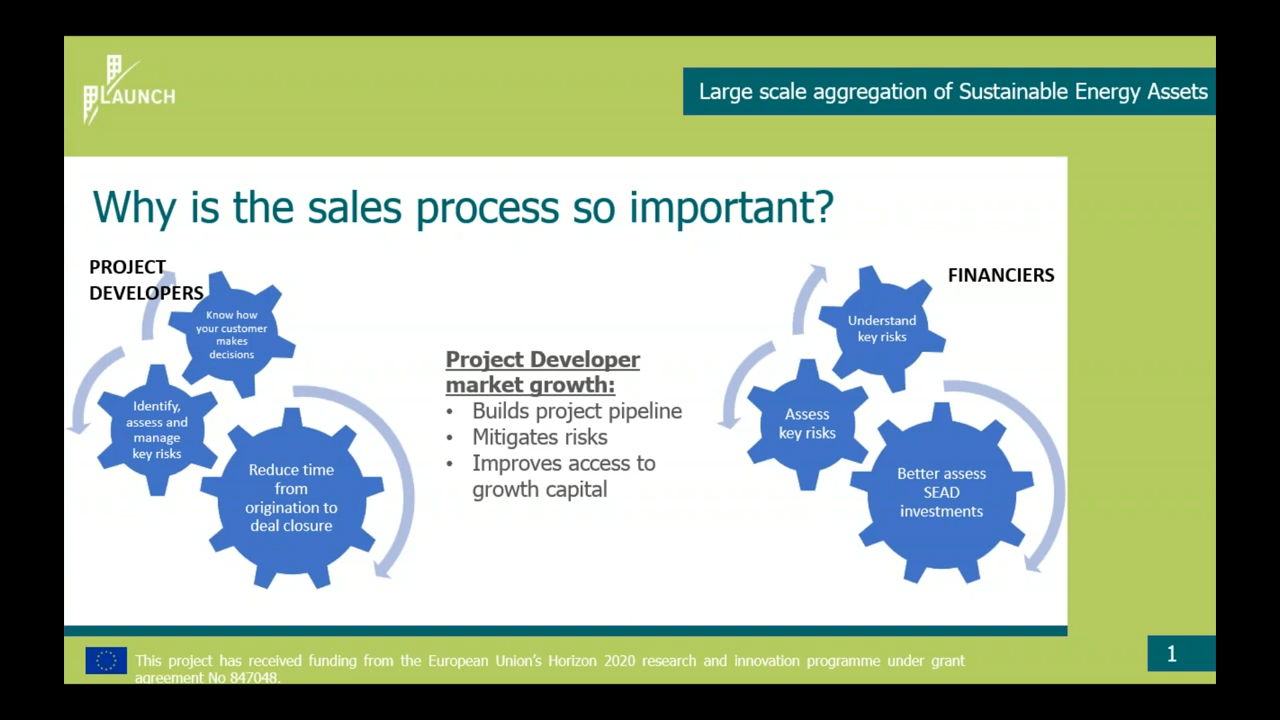 LAUNCH
Large scale aggregation of Sustainable Energy Assets
Why is the sales process so important?
PROJECT
DEVELOPERS
Know how
your customer
makes
decisions
Identify,
assess and
manage
key risks
Reduce time
from
origination to
deal closure
Project Developer
market growth:
• Builds project pipeline
• Mitigates risks
• Improves access to
growth capital
FINANCIERS
Understand
key risks
Assess
key risks
Better assess
SEAD
investments
This project has received funding from the European Union's Horizon 2020 research and innovation programme under grant
agreement No 847048.
1